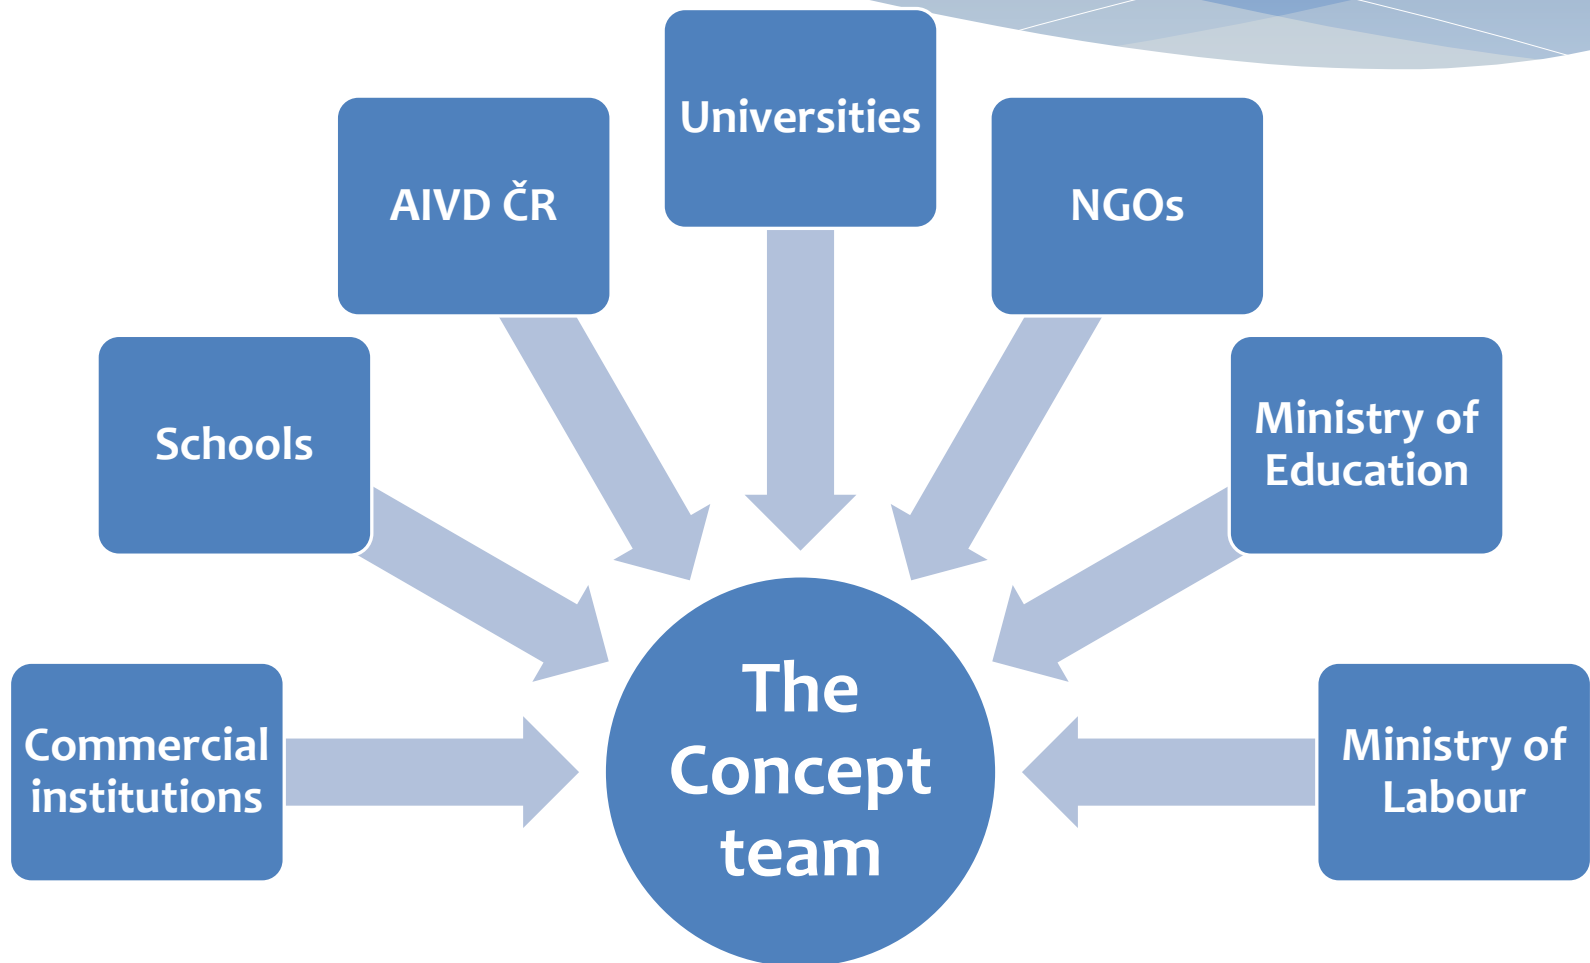 Universities
AIVD ČR
NGOs
Schools
Ministry of
Education
Commercial
institutions
The
Concept
team
Ministry of
Labour